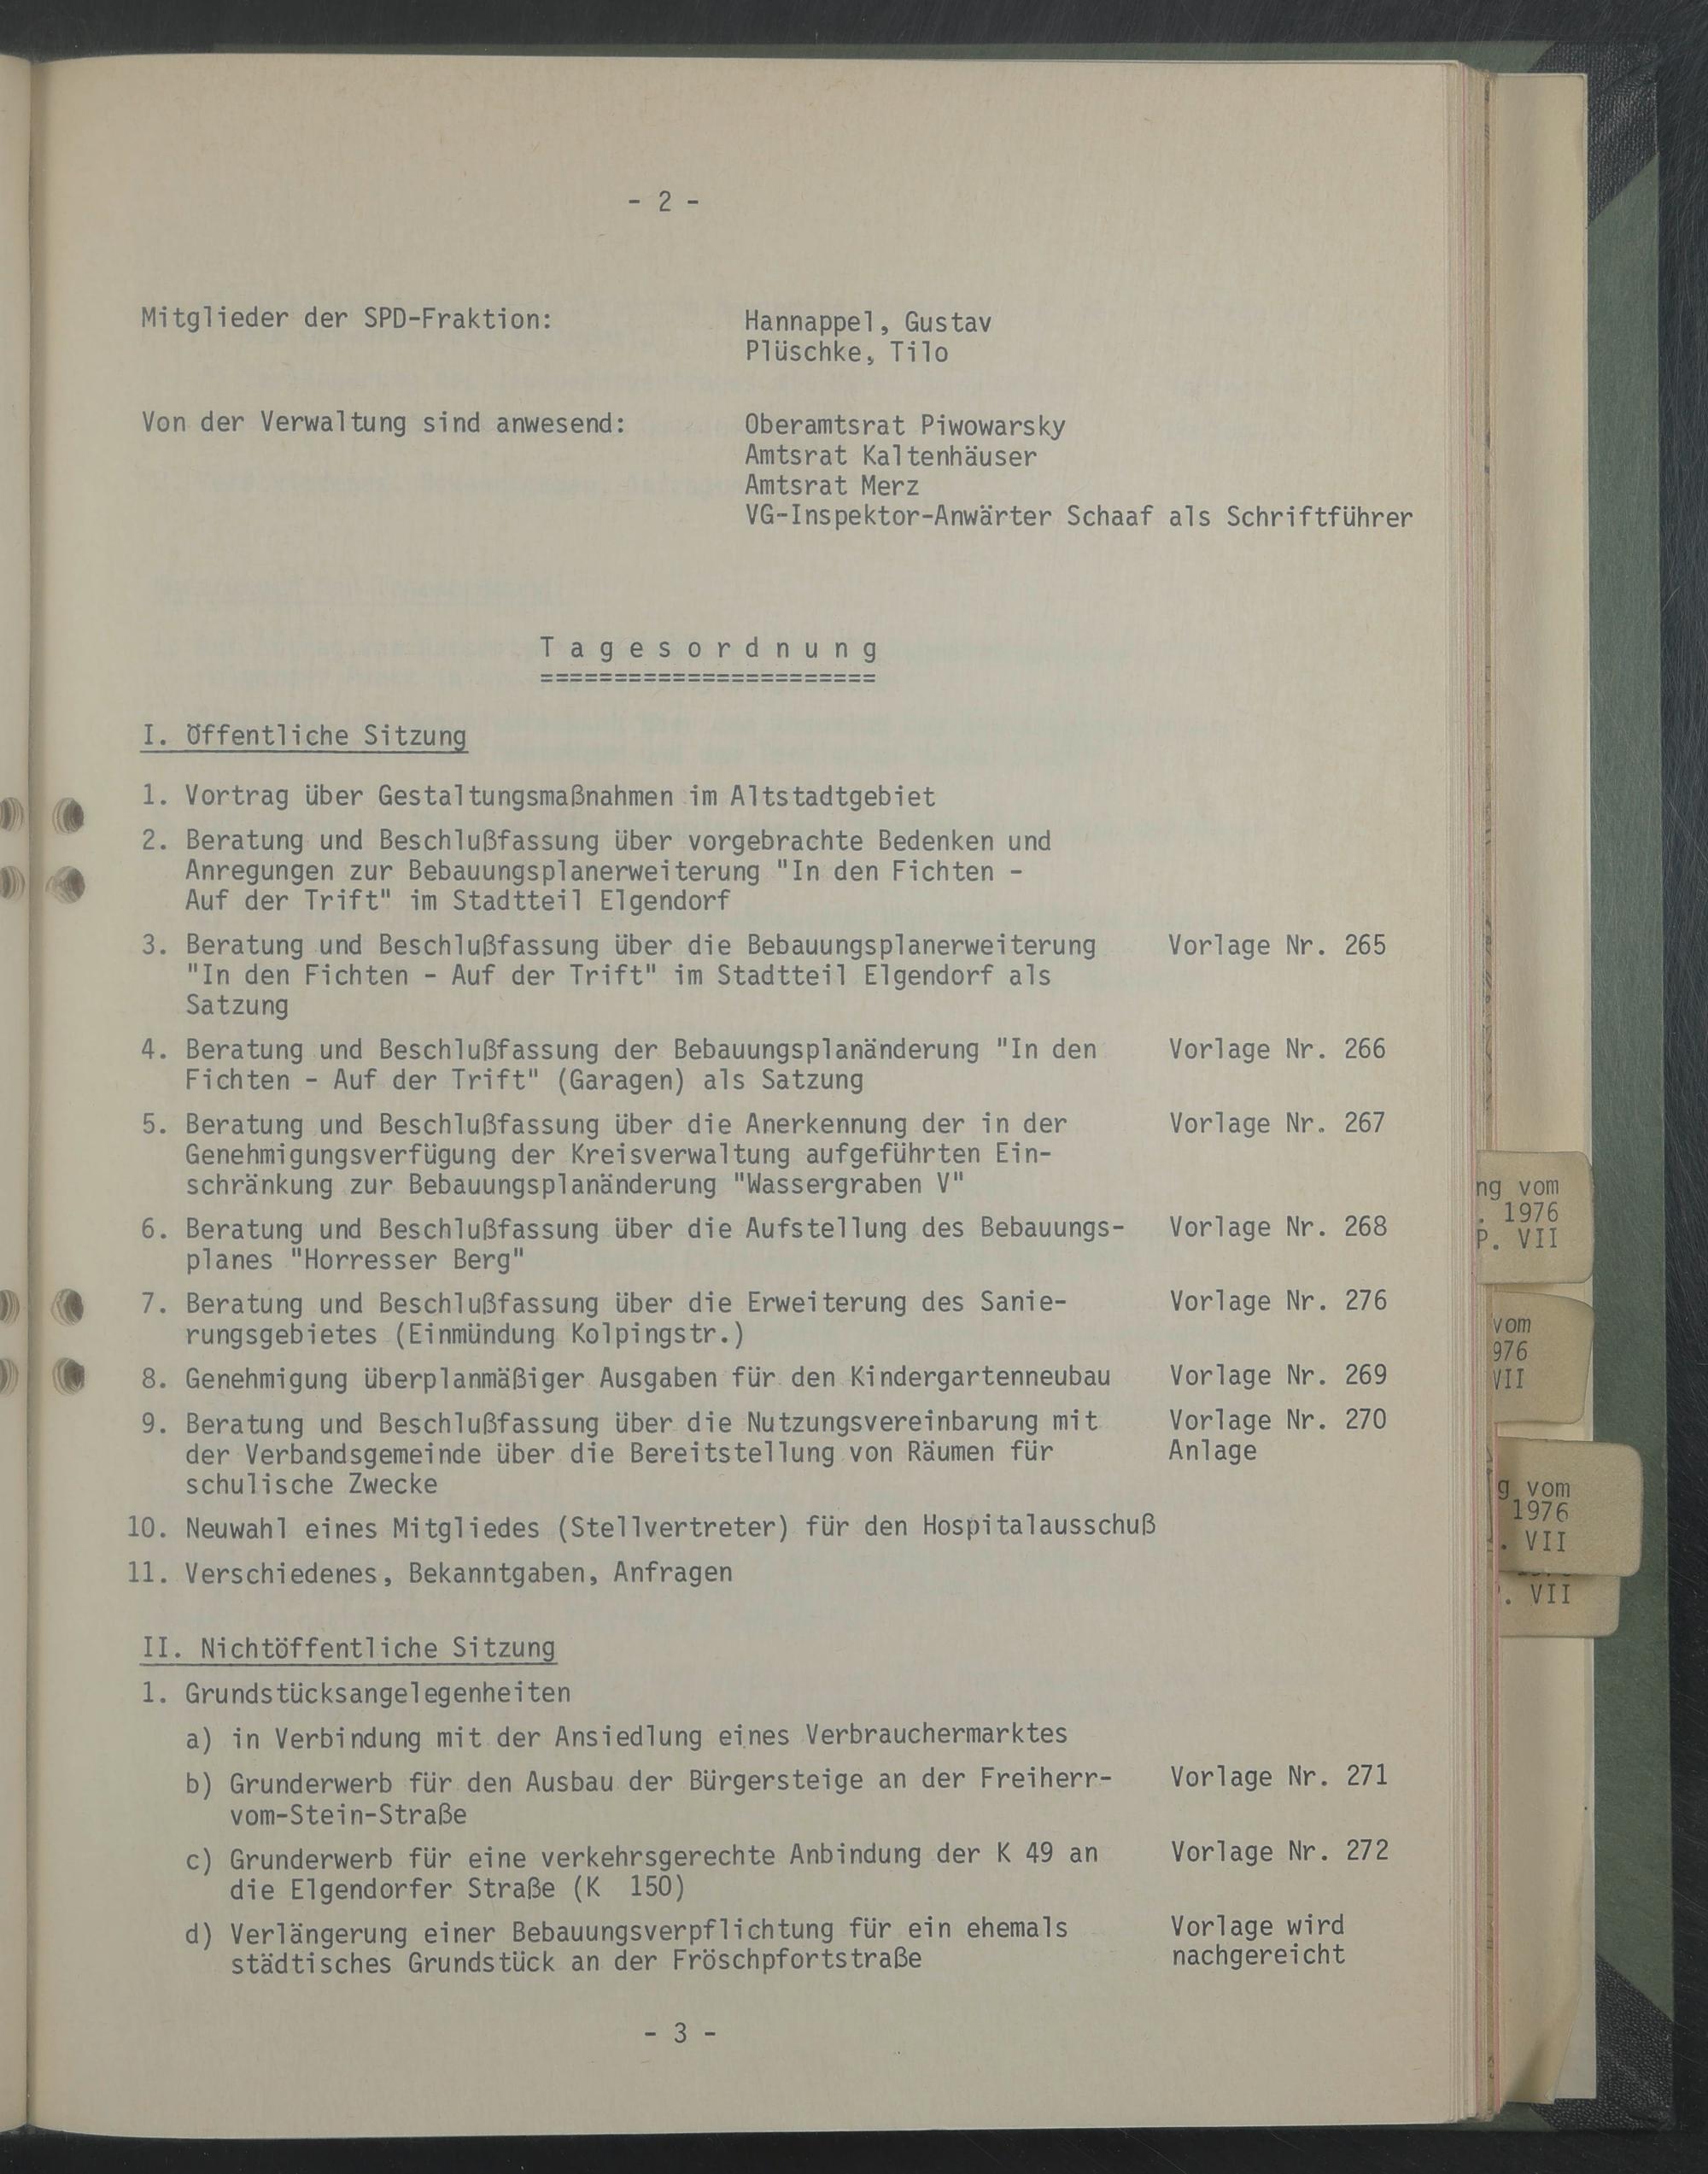 - 2 -
Mitglieder der SPD-Fraktion: Hannappel, Gustav
Plüschke, Tilo
Von der Verwaltung sind anwesend: Oberamtsrat Piwowarsky
Amtsrat Kaltenhäuser
Amtsrat Merz
VG-Inspektor-Anwärter Schaaf als Schriftführer
T a g e s o r d n u n g
=======================
I. Öffentliche Sitzung
1. Vortrag über Gestaltungsmaßnahmen im Altstadtgebiet
2. Beratung und Beschlußfassung über vorgebrachte Bedenken und
Anregungen zur Bebauungsplanerweiterung "In den Fichten -
Auf der Trift" im Stadtteil Elgendorf
3. Beratung und Beschlußfassung über die Bebauungsplanerweiterung Vorlage Nr. 265
"In den Fichten - Auf der Trift" im Stadtteil Elgendorf als
Satzung
4. Beratung und Beschlußfassung der Bebauungsplanänderung "In den Vorlage Nr. 266
Fichten - Auf der Trift" (Garagen) als Satzung
5. Beratung und Beschlußfassung über die Anerkennung der in der Vorlage Nr. 267
Genehmigungsverfügung der Kreisverwaltung aufgeführten Ein-
schränkung zur Bebauungsplanänderung "Wassergraben V"
6. Beratung und Beschlußfassung über die Aufstellung des Bebauungs- Vorlage Nr. 268
planes "Horresser Berg"
7. Beratung und Beschlußfassung über die Erweiterung des Sanie- Vorlage Nr. 276
rungsgebietes (Einmündung Kolpingstr.)
8. Genehmigung überplanmäßiger Ausgaben für den Kindergartenneubau Vorlage Nr. 269
9. Beratung und Beschlußfassung über die Nutzungsvereinbarung mit Vorlage Nr. 270
der Verbandsgemeinde über die Bereitstellung von Räumen für Anlage
schulische Zwecke
10. Neuwahl eines Mitgliedes (Stellvertreter) für den Hospitalausschuß
11. Verschiedenes, Bekanntgaben, Anfragen
II. Nichtöffentliche Sitzung
1. Grundstücksangelegenheiten
a) in Verbindung mit der Ansiedlung eines Verbrauchermarktes
b) Grunderwerb für den Ausbau der Bürgersteige an der Freiherr- Vorlage Nr. 271
vom-Stein-Straße
c) Grunderwerb für eine verkehrsgerechte Anbindung der K 49 an Vorlage Nr. 272
die Elgendorfer Straße (K 150)
d) Verlängerung einer Bebauungsverpflichtung für ein ehemals Vorlage wird
städtisches Grundstück an der Fröschpfortstraße nachgereicht
- 3 -
ng vom
. 1976
P. VII
vom
976
VII
g vom
1976
. VII
. VII